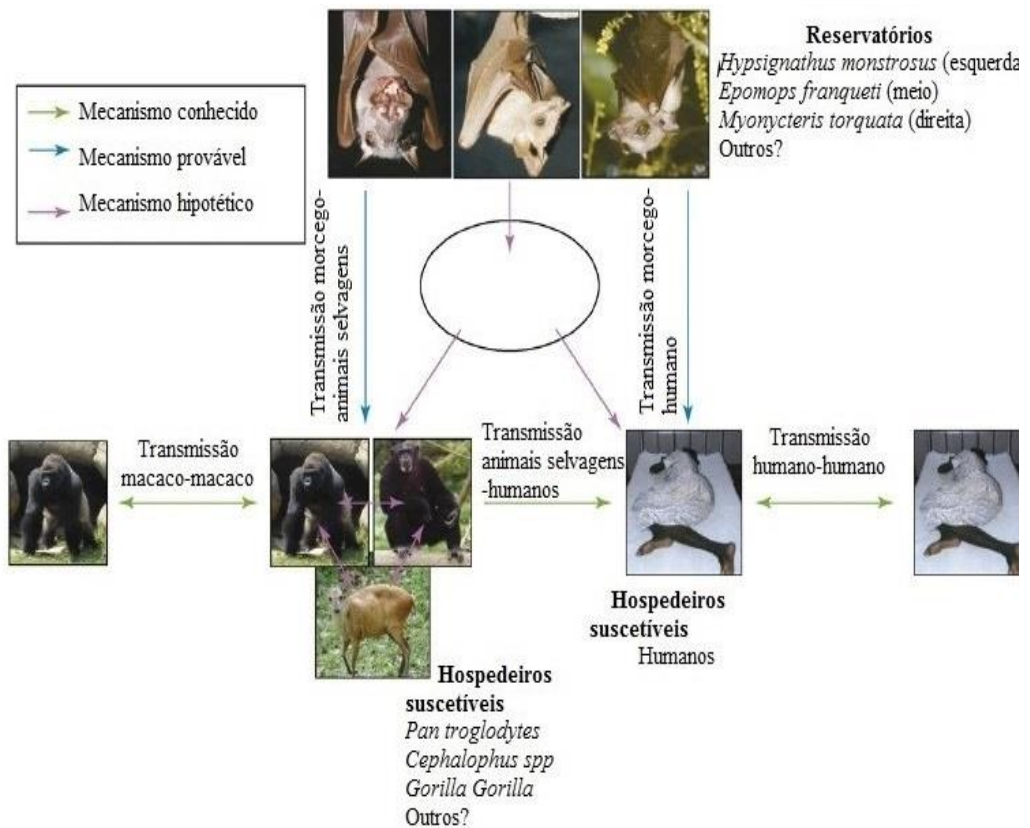 Reservatórios
Hypsignathus monstrosus (esquerda
Epomops franqueti (meio)
Myonycteris torquata (direita)
Outros?
Mecanismo conhecido
Mecanismo provável
Mecanismo hipotético
Transmissão morcego-
animais selvagens
Transmissão morcego-
humano
Transmissão
macaco-macaco
Transmissão
animais selvagens
-humanos
Transmissão
humano-humano
Hospedeiros
suscetíveis
Humanos
Hospedeiros
suscetíveis
Pan troglodytes
Cephalophus spp
Gorilla Gorilla
Outros?